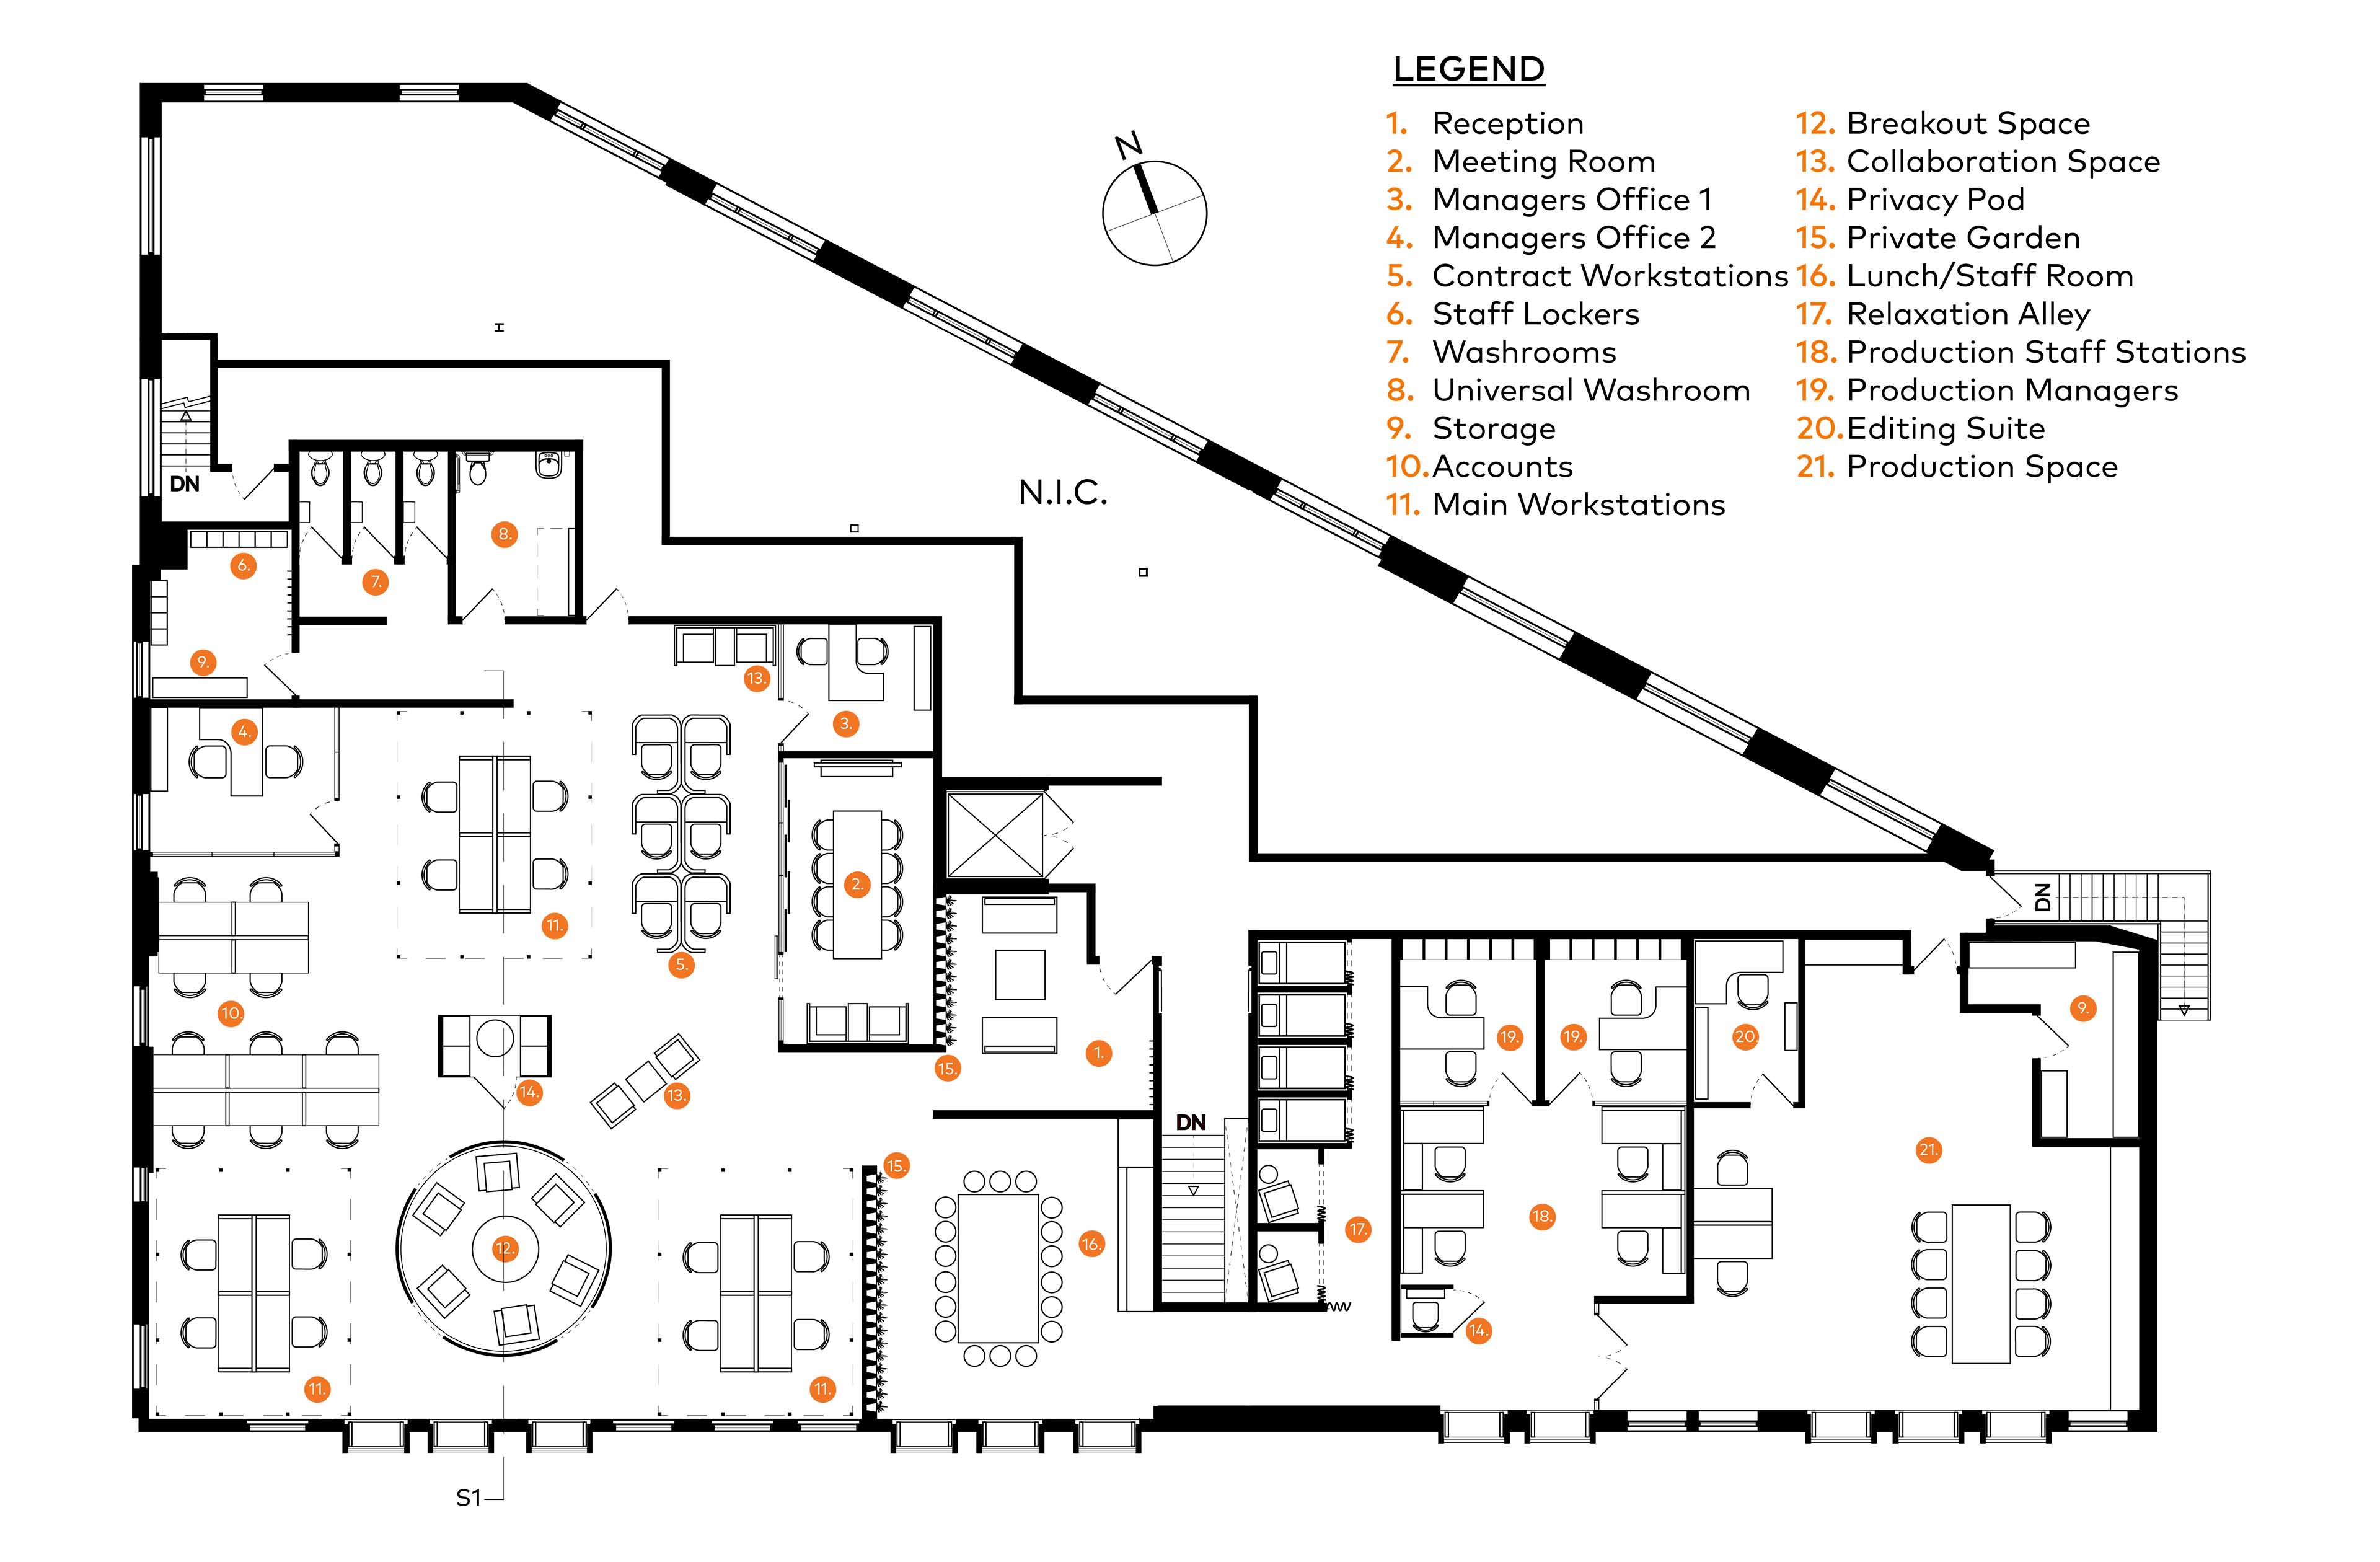 LEGEND
1. Reception
2. Meeting Room
3. Managers Office 1
4. Managers Office 2
5. Contract Workstations
6. Staff Lockers
7. Washrooms
8. Universal Washroom
9. Storage
10. Accounts
11. Main Workstations
12. Breakout Space
13. Collaboration Space
14. Privacy Pod
15. Private Garden
16. Lunch/Staff Room
17. Relaxation Alley
18. Production Staff Stations
19. Production Managers
20. Editing Suite
21. Production Space
N
N.I.C.
DN
8.
6.
7.
9.
13.
3.
4.
2.
11.
5.
DN
10.
9.
19.
19.
20.
1.
15.
14.
13.
DN
21.
15.
18.
17.
16.
12.
14.
11.
11.
S1